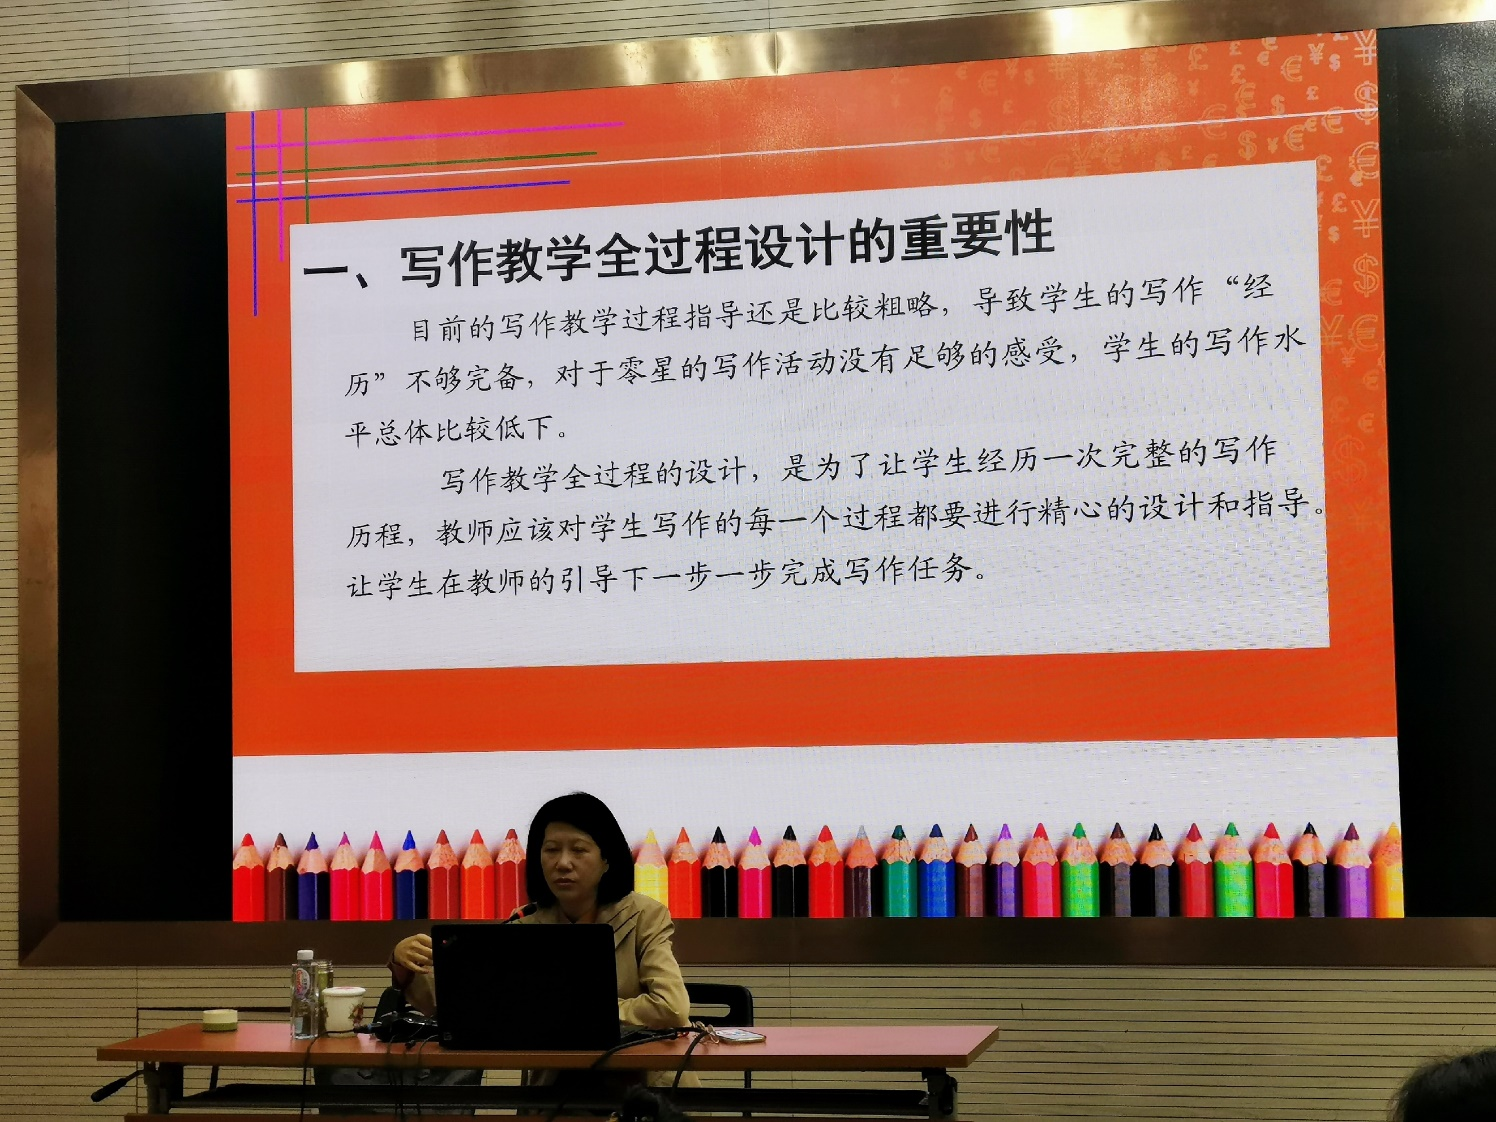 一、写作教学全过程设计的重要性
目前的写作教学过程指导还是比较粗略，导致学生的写作“经
历”不够完备，对于零星的写作活动没有足够的感受，学生的写作水
平总体比较低下。
写作教学全过程的设计，是为了让学生经历一次完整的写作
历程，教师应该对学生写作的每一个过程都要进行精心的设计和指导。
让学生在教师的引导下一步一步完成写作任务。